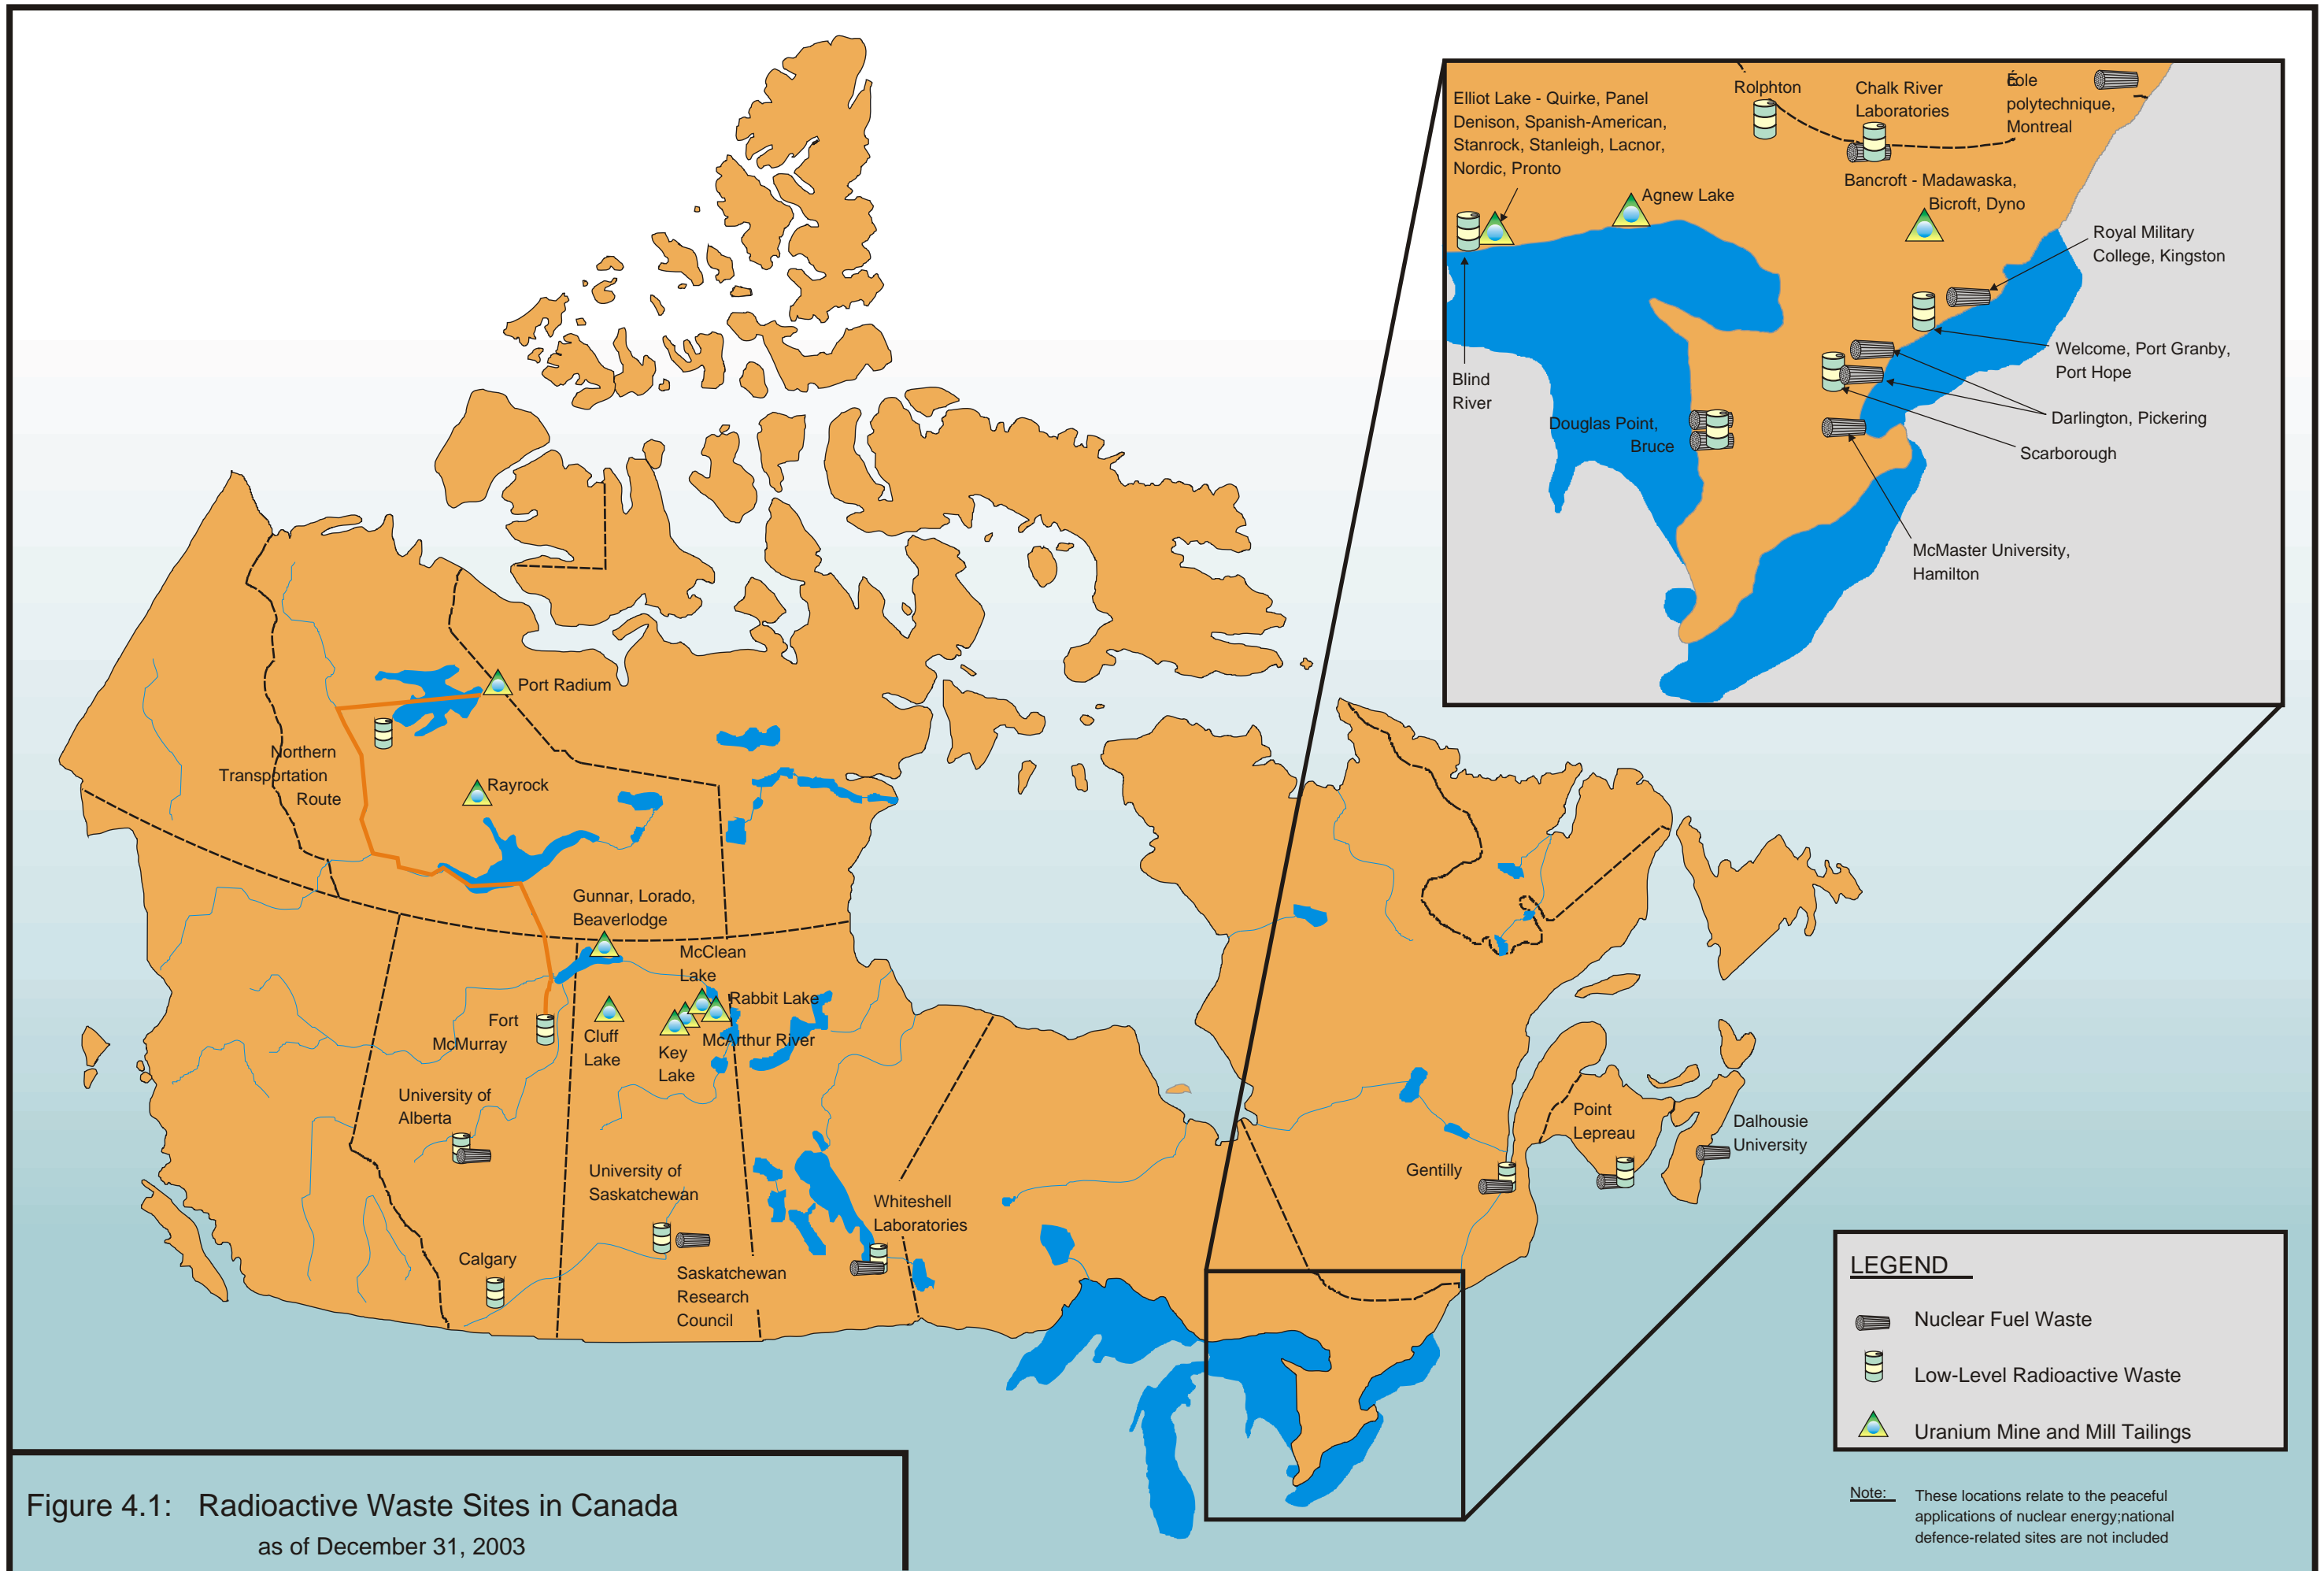 Elliot Lake - Quirke, Panel
Denison, Spanish-American,
Stanrock, Stanleigh, Lacnor,
Nordic, Pronto
Rolphton
Chalk River
Laboratories
École
polytechnique,
Montreal
Agnew Lake
Bancroft - Madawaska,
Bicroft, Dyno
Royal Military
College, Kingston
Welcome, Port Granby,
Port Hope
Blind
River
Douglas Point,
Bruce
Darlington, Pickering
Scarborough
McMaster University,
Hamilton
Port Radium
Northern
Transportation
Route
Rayrock
Gunnar, Lorado,
Beaverlodge
McClean
Lake
Rabbit Lake
McArthur River
Fort
McMurray
Cluff
Lake
Key
Lake
University of
Alberta
University of
Saskatchewan
Saskatchewan
Research
Council
Calgary
Whiteshell
Laboratories
Gentilly
Point
Lepreau
Dalhousie
University
LEGEND
Nuclear Fuel Waste
Low-Level Radioactive Waste
Uranium Mine and Mill Tailings
Note: These locations relate to the peaceful
applications of nuclear energy;national
defence-related sites are not included
Figure 4.1: Radioactive Waste Sites in Canada
as of December 31, 2003